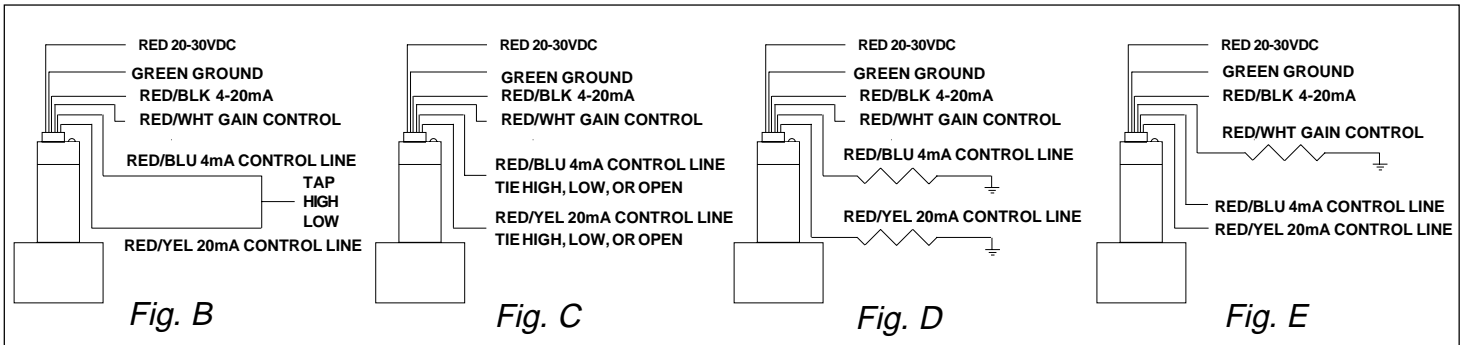 RED 20-30VDC
GREEN GROUND
RED/BLK 4-20mA
RED/WHT GAIN CONTROL
RED/BLU 4mA CONTROL LINE
TAP
HIGH
LOW
RED/YEL 20mA CONTROL LINE
Fig. B
RED 20-30VDC
GREEN GROUND
RED/BLK 4-20mA
RED/WHT GAIN CONTROL
RED/BLU 4mA CONTROL LINE
TIE HIGH, LOW, OR OPEN
RED/YEL 20mA CONTROL LINE
TIE HIGH, LOW, OR OPEN
Fig. C
RED 20-30VDC
GREEN GROUND
RED/BLK 4-20mA
RED/WHT GAIN CONTROL
RED/BLU 4mA CONTROL LINE
RED/YEL 20mA CONTROL LINE
Fig. D
RED 20-30VDC
GREEN GROUND
RED/BLK 4-20mA
RED/WHT GAIN CONTROL
RED/BLU 4mA CONTROL LINE
RED/YEL 20mA CONTROL LINE
Fig. E